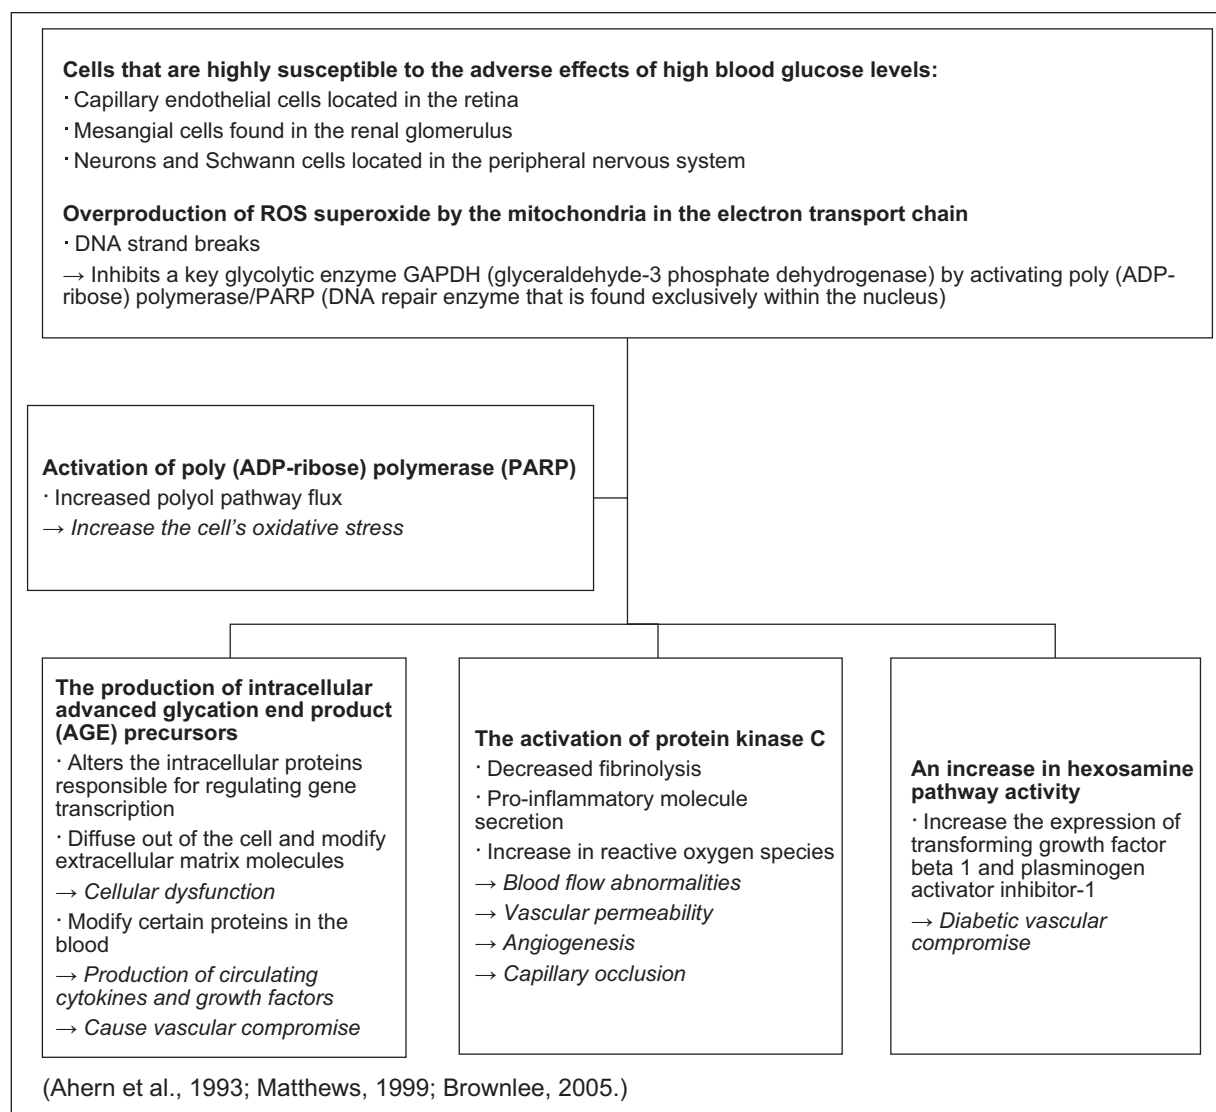 Cells that are highly susceptible to the adverse effects of high blood glucose levels:
· Capillary endothelial cells located in the retina
· Mesangial cells found in the renal glomerulus
· Neurons and Schwann cells located in the peripheral nervous system
Overproduction of ROS superoxide by the mitochondria in the electron transport chain
· DNA strand breaks
→ Inhibits a key glycolytic enzyme GAPDH (glyceraldehyde-3 phosphate dehydrogenase) by activating poly (ADP-
ribose) polymerase/PARP (DNA repair enzyme that is found exclusively within the nucleus)
Activation of poly (ADP-ribose) polymerase (PARP)
· Increased polyol pathway flux
→ Increase the cell’s oxidative stress
The production of intracellular
advanced glycation end product
(AGE) precursors
· Alters the intracellular proteins
responsible for regulating gene
transcription
· Diffuse out of the cell and modify
extracellular matrix molecules
→ Cellular dysfunction
· Modify certain proteins in the
blood
→ Production of circulating
cytokines and growth factors
→ Cause vascular compromise
The activation of protein kinase C
· Decreased fibrinolysis
· Pro-inflammatory molecule
secretion
· Increase in reactive oxygen species
→ Blood flow abnormalities
→ Vascular permeability
→ Angiogenesis
→ Capillary occlusion
An increase in hexosamine
pathway activity
· Increase the expression of
transforming growth factor
beta 1 and plasminogen
activator inhibitor-1
→ Diabetic vascular
compromise
(Ahern et al., 1993; Matthews, 1999; Brownlee, 2005.)